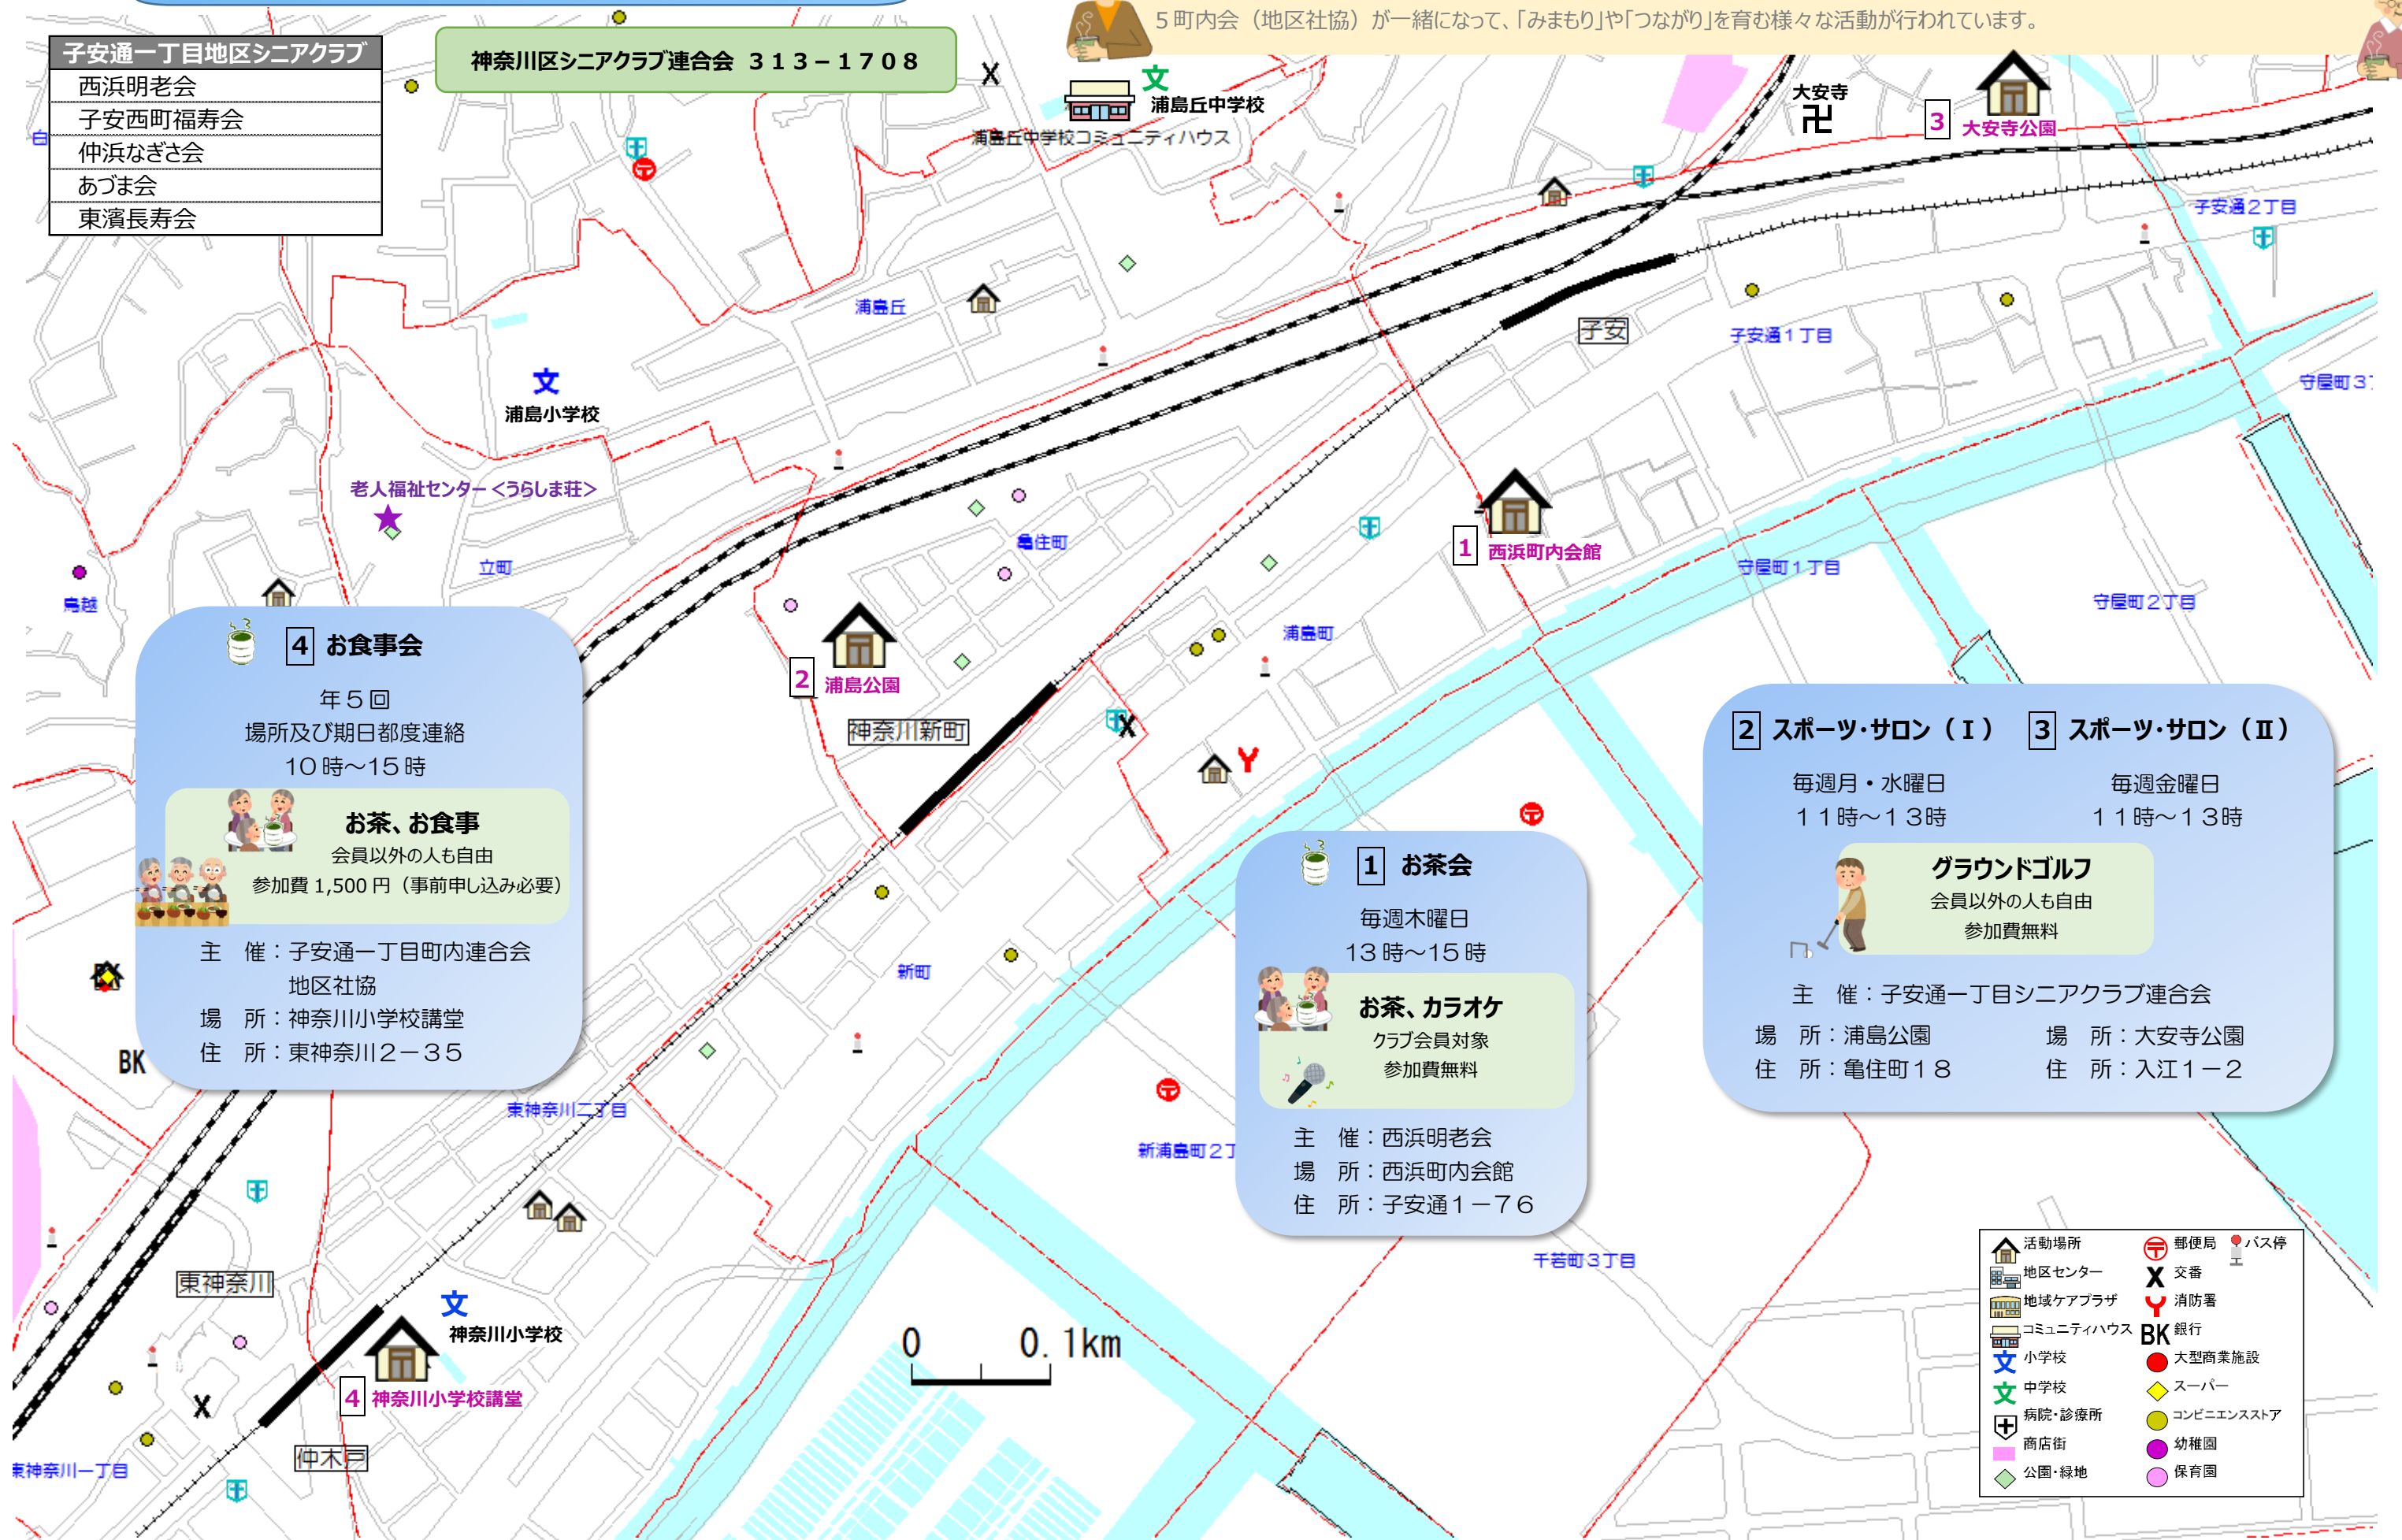 5町内会（地区社協）が一緒になって、「みまもり」や「つながり」を育む様々な活動が行われています。
子安通一丁目地区シニアクラブ
西浜明老会
子安西町福寿会
仲浜なぎさ会
あづま会
東濱長寿会
神奈川区シニアクラブ連合会 313－1708
文
浦島丘中学校
浦島丘中学校コミュニティハウス
大安寺
卍
3 大安寺公園
白
X
子安通2丁目
浦島丘
子安
子安通1丁目
守屋町3丁
文
浦島小学校
老人福祉センター<うらしま荘>
立町
鳥越
亀住町
1 西浜町内会館
守屋町1丁目
守屋町2丁目
浦島町
2 浦島公園
神奈川新町
X
Y
4 お食事会
年5回
場所及び期日都度連絡
10時～15時
お茶、お食事
会員以外の人も自由
参加費 1,500 円（事前申し込み必要）
主　催：子安通一丁目町内連合会
地区社協
場　所：神奈川小学校講堂
住　所：東神奈川2－35
2 スポーツ・サロン（Ⅰ）
毎週月・水曜日
11時～13時
3 スポーツ・サロン（Ⅱ）
毎週金曜日
11時～13時
グラウンドゴルフ
会員以外の人も自由
参加費無料
主　催：子安通一丁目シニアクラブ連合会
場　所：浦島公園
住　所：亀住町18
場　所：大安寺公園
住　所：入江1－2
1 お茶会
毎週木曜日
13時～15時
お茶、カラオケ
クラブ会員対象
参加費無料
主　催：西浜明老会
場　所：西浜町内会館
住　所：子安通1－76
新町
BK
BK
東神奈川二丁目
新浦島町2丁
千若町3丁目
東神奈川
文
神奈川小学校
4 神奈川小学校講堂
X
仲木戸
東神奈川一丁目
0 0.1km
活動場所
地区センター
地域ケアプラザ
コミュニティハウス
文 小学校
文 中学校
病院・診療所
商店街
公園・緑地
郵便局
バス停
X 交番
Y 消防署
BK 銀行
大型商業施設
スーパー
コンビニエンスストア
幼稚園
保育園